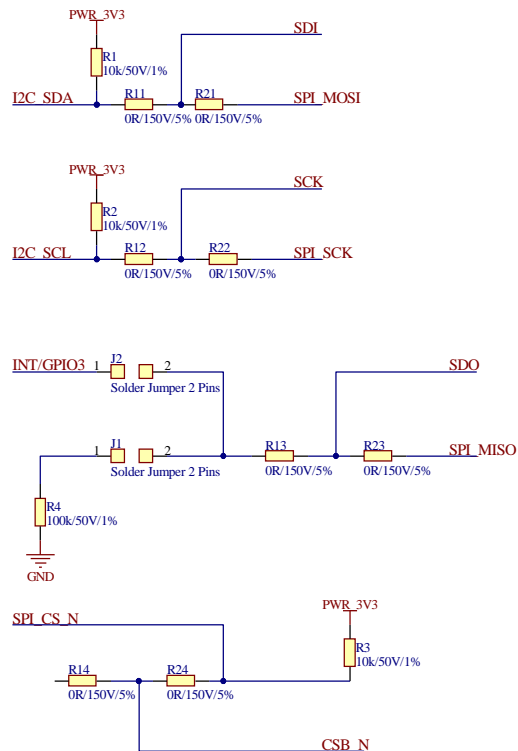 PWR_3V3
SDI
R1
10k/50V/1%
I2C_SDA
R11
R21
SPI_MOSI
0R/150V/5%
0R/150V/5%
PWR_3V3
SCK
R2
10k/50V/1%
I2C_SCL
R12
R22
SPI_SCK
0R/150V/5%
0R/150V/5%
INT/GPIO3
1
J2
2
SDO
Solder Jumper 2 Pins
1
J1
2
R13
R23
SPI_MISO
Solder Jumper 2 Pins
0R/150V/5%
0R/150V/5%
R4
100k/50V/1%
GND
PWR_3V3
SPI_CS_N
R3
10k/50V/1%
R14
R24
0R/150V/5%
0R/150V/5%
CSB_N